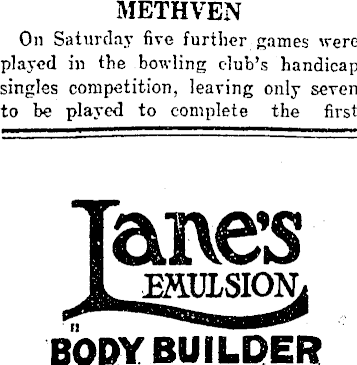 METHVEN
On Saturday five further games were
played in the bowling club's handicap
singles competition, leaving only seven
to be played to complete the first
Lane's
EMULSION
"
BODY BUILDER